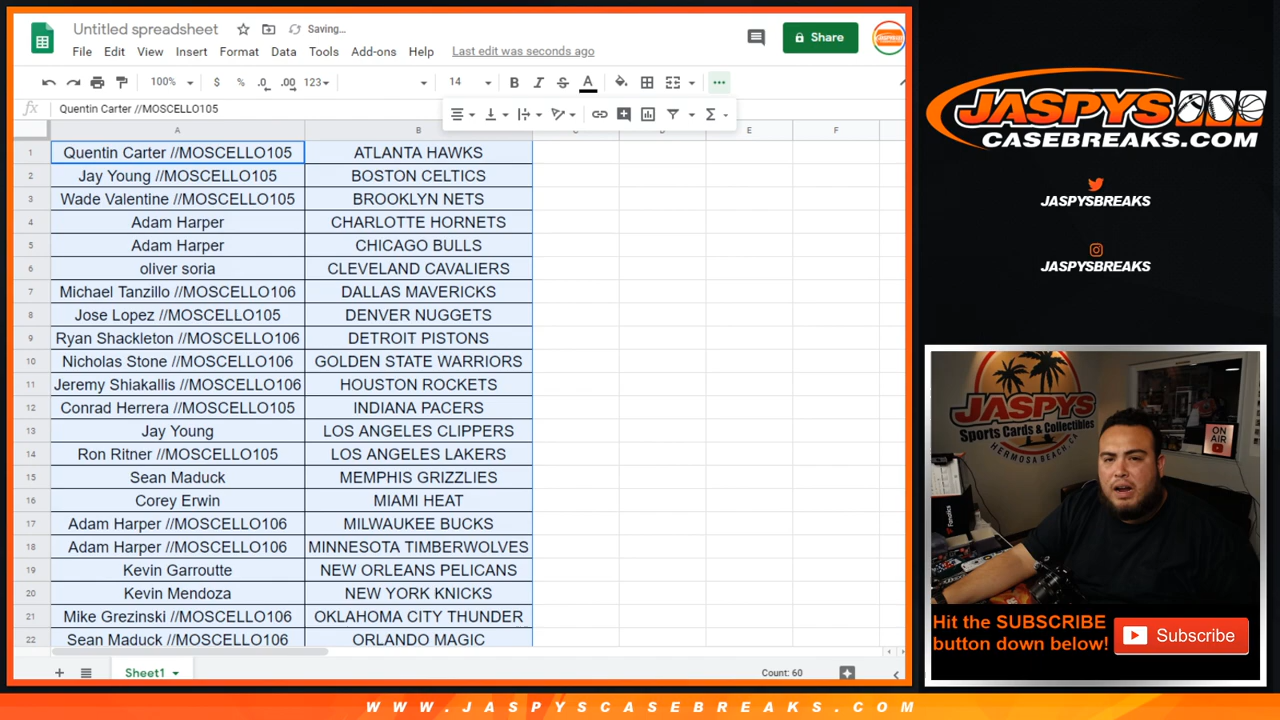 Untitled spreadsheet
Saving…
File Edit View Insert Format Data Tools Add-ons Help Last edit was seconds ago
Share
100% $ % .0 .00 123 14 B I S A
fx Quentin Carter //MOSCELLO105
A B C D E F
1 Quentin Carter //MOSCELLO105 ATLANTA HAWKS
2 Jay Young //MOSCELLO105 BOSTON CELTICS
3 Wade Valentine //MOSCELLO105 BROOKLYN NETS
4 Adam Harper CHARLOTTE HORNETS
5 Adam Harper CHICAGO BULLS
6 oliver soria CLEVELAND CAVALIERS
7 Michael Tanzillo //MOSCELLO106 DALLAS MAVERICKS
8 Jose Lopez //MOSCELLO105 DENVER NUGGETS
9 Ryan Shackleton //MOSCELLO106 DETROIT PISTONS
10 Nicholas Stone //MOSCELLO106 GOLDEN STATE WARRIORS
11 Jeremy Shiakallis //MOSCELLO106 HOUSTON ROCKETS
12 Conrad Herrera //MOSCELLO105 INDIANA PACERS
13 Jay Young LOS ANGELES CLIPPERS
14 Ron Ritner //MOSCELLO105 LOS ANGELES LAKERS
15 Sean Maduck MEMPHIS GRIZZLIES
16 Corey Erwin MIAMI HEAT
17 Adam Harper //MOSCELLO106 MILWAUKEE BUCKS
18 Adam Harper //MOSCELLO106 MINNESOTA TIMBERWOLVES
19 Kevin Garroutte NEW ORLEANS PELICANS
20 Kevin Mendoza NEW YORK KNICKS
21 Mike Grezinski //MOSCELLO106 OKLAHOMA CITY THUNDER
22 Sean Maduck //MOSCELLO106 ORLANDO MAGIC
Sheet1
Count: 60
JASPYS
CASEBREAKS.COM
JASPYSBREAKS
JASPYSBREAKS
JASPYS
Sports Cards & Collectibles
HERMOSA BEACH, CA
ON AIR
Fanatics
Hit the SUBSCRIBE
button down below!
Subscribe
WWW.JASPYSCASEBREAKS.COM